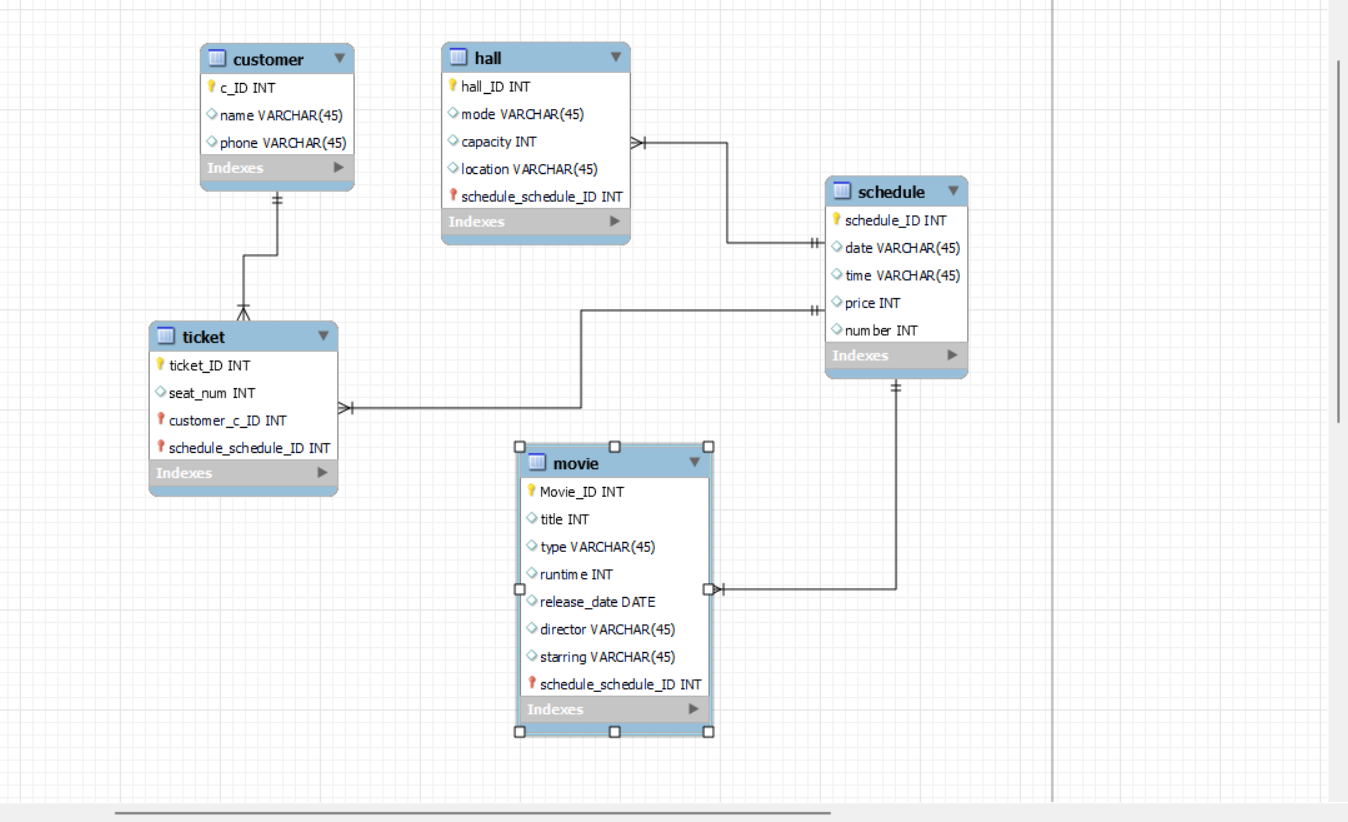 customer
c_ID INT
name VARCHAR(45)
phone VARCHAR(45)
Indexes
hall
hall_ID INT
mode VARCHAR(45)
capacity INT
location VARCHAR(45)
schedule_schedule_ID INT
Indexes
schedule
schedule_ID INT
date VARCHAR(45)
time VARCHAR(45)
price INT
number INT
Indexes
ticket
ticket_ID INT
seat_num INT
customer_c_ID INT
schedule_schedule_ID INT
Indexes
movie
Movie_ID INT
title INT
type VARCHAR(45)
runtime INT
release_date DATE
director VARCHAR(45)
starring VARCHAR(45)
schedule_schedule_ID INT
Indexes